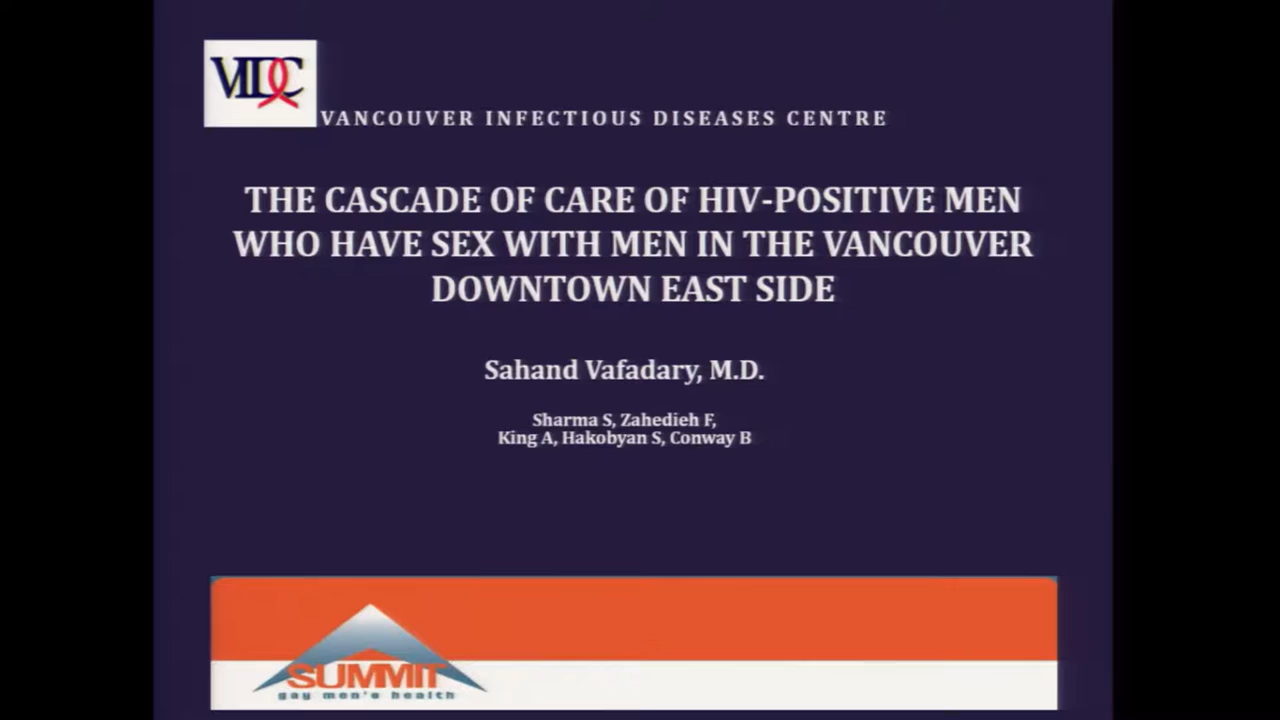 VIDC
VANCOUVER INFECTIOUS DISEASES CENTRE
THE CASCADE OF CARE OF HIV-POSITIVE MEN
WHO HAVE SEX WITH MEN IN THE VANCOUVER
DOWNTOWN EAST SIDE
Sahand Vafadary, M.D.
Sharma S, Zahedieh F,
King A, Hakobyan S, Conway B
SUMMIT
gay men's health